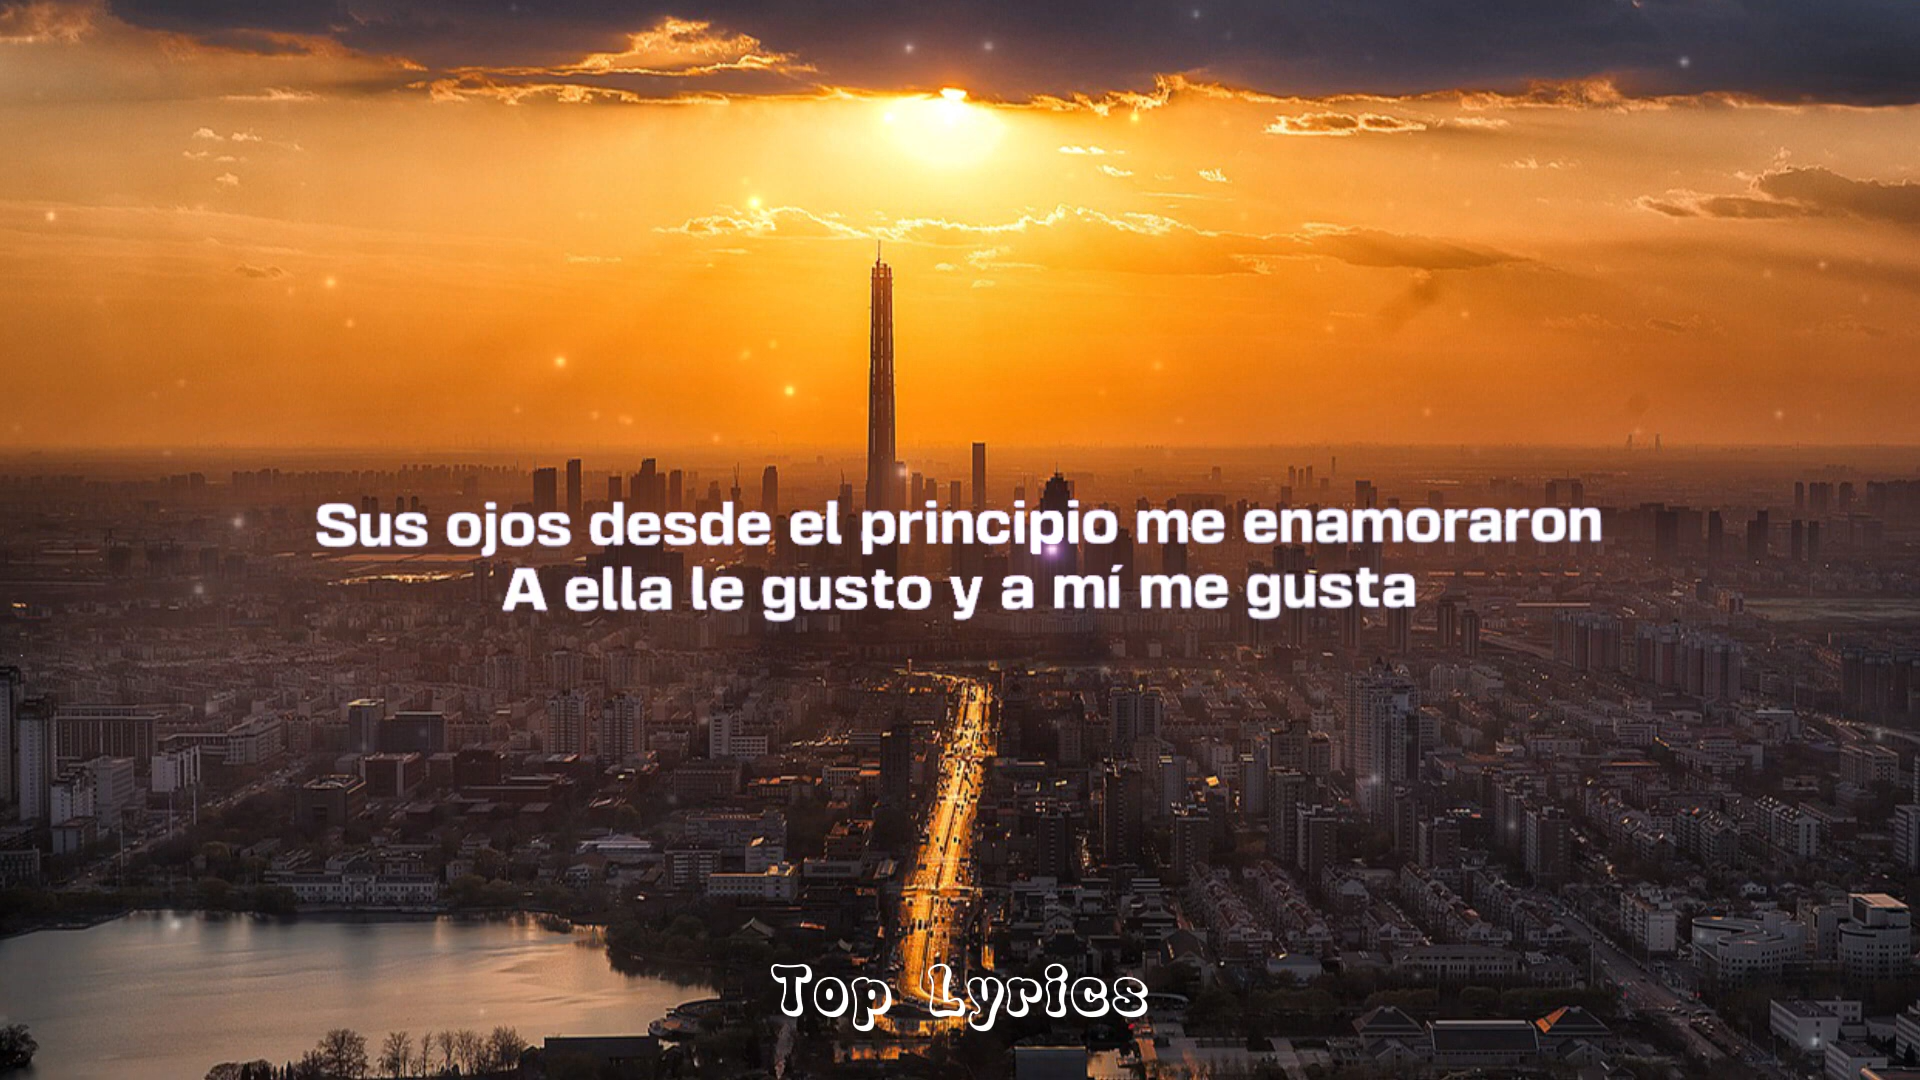 Sus ojos desde el principio me enamoraron
A ella le gusto y a mí me gusta
Top Lyrics